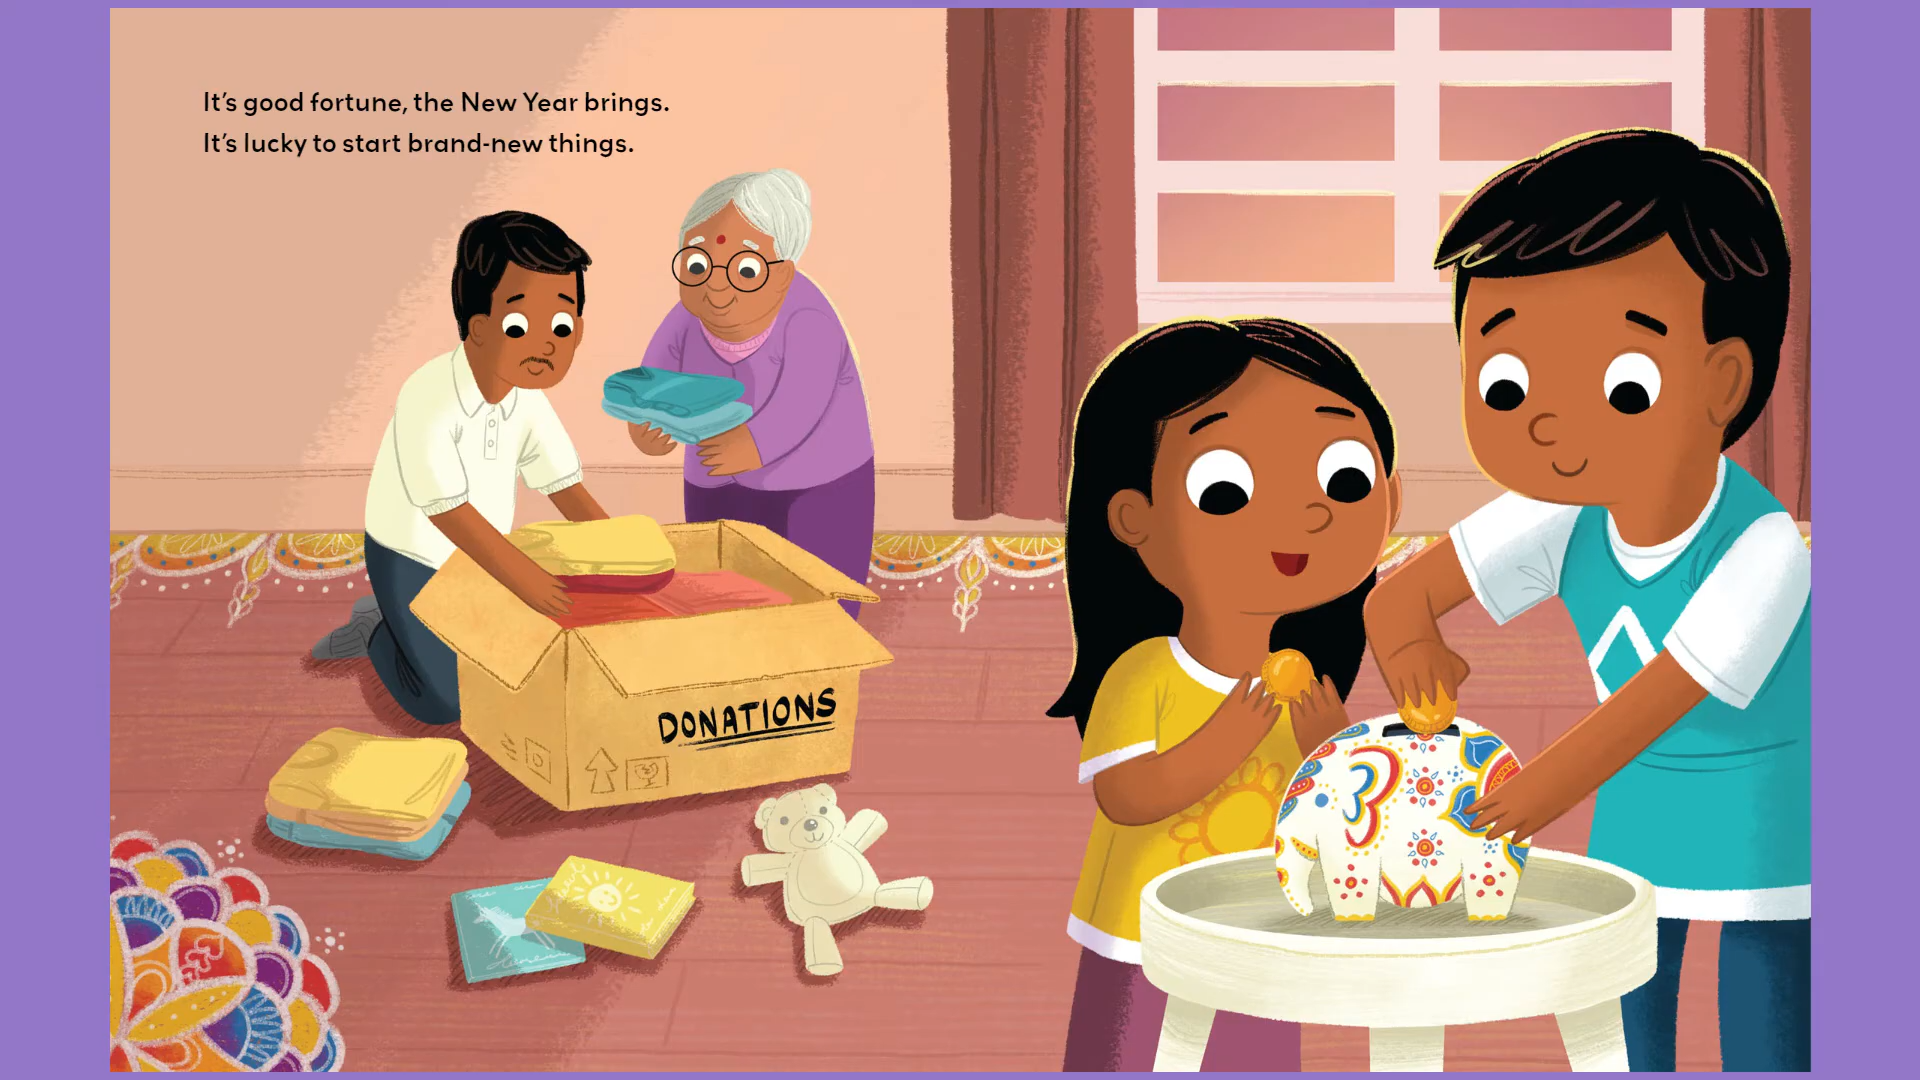 It's good fortune, the New Year brings.
It's lucky to start brand-new things.
DONATIONS